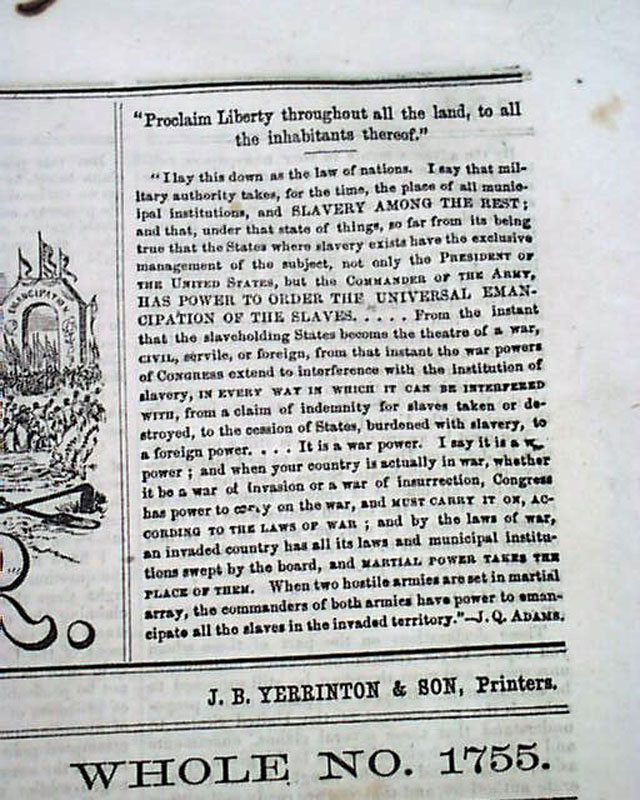 "Proclaim Liberty throughout all the land, to all
the inhabitants thereof."
"I lay this down as the law of nations. I say that mil-
itary authority takes, for the time, the place of all munic-
ipal institutions, and SLAVERY AMONG THE REST;
and that, under that state of things, so far from its being
true that the States where slavery exists have the exclusive
management of the subject, not only the PRESIDENT OF
THE UNITED STATES, but the COMMANDER OF THE ARMY,
HAS POWER TO ORDER THE UNIVERSAL EMAN-
CIPATION OF THE SLAVES. . . . . From the instant
that the slaveholding States become the theatre of a war,
CIVIL, servile, or foreign, from that instant the war powers
of CONGRESS extend to interference with the institution of
slavery, IN EVERY WAY IN WHICH IT CAN BE INTERFERED
WITH, from a claim of indemnity for slaves taken or de-
stroyed, to the cession of States, burdened with slavery, to
a foreign power. . . . It is a war power. I say it is a
power; and when your country is actually in war, whether
it be a war of invasion or a war of insurrection, Congress
has power to carry on the war, and MUST CARRY IT ON, AC-
CORDING TO THE LAWS OF WAR; and by the laws of war,
an invaded country has all its laws and municipal institu-
tions swept by the board, and MARTIAL POWER TAKES THE
PLACE OF THEM. When two hostile armies are set in martial
array, the commanders of both armies have power to eman-
cipate all the slaves in the invaded territory."—J. Q. ADAMS.
EMANCIPATION
R.
J. B. YERRINTON & SON, Printers.
WHOLE NO. 1755.